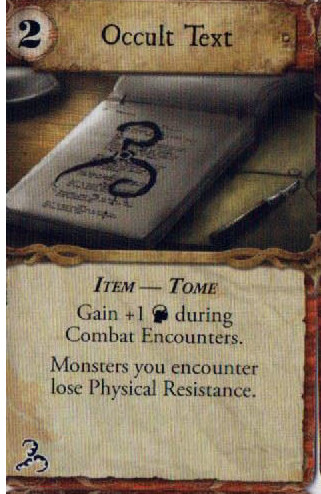 2
Occult Text
ITEM — TOME
Gain +1 during
Combat Encounters.
Monsters you encounter
lose Physical Resistance.